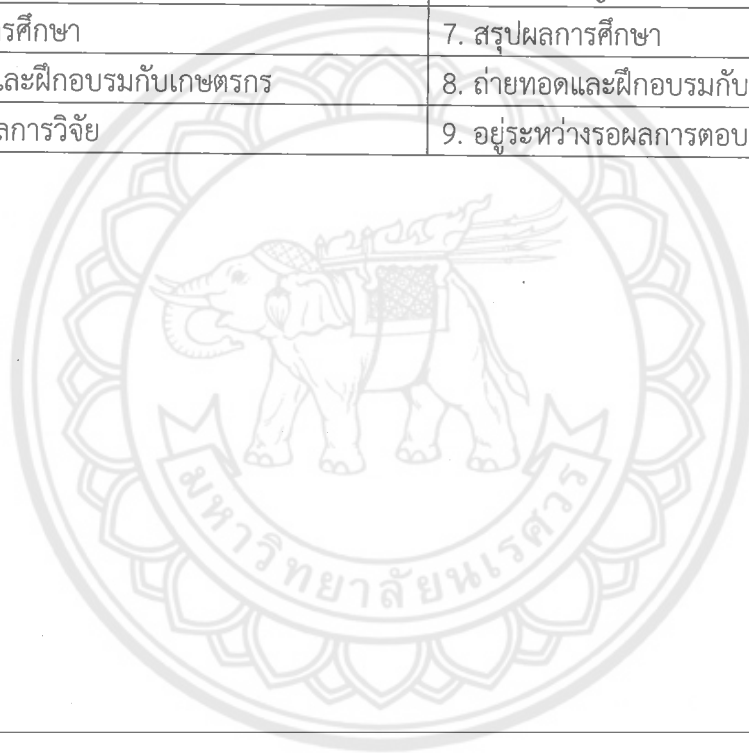 รศึกษา
7. สรุปผลการศึกษา
ละฝึกอบรมกับเกษตรกร
8. ถ่ายทอดและฝึกอบรมกับ
ลการวิจัย
9. อยู่ระหว่างรอผลการตอบ
มหาวิทยาลัยนเรศวร